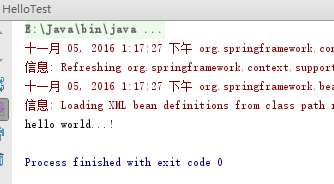 HelloTest
E:\Java\bin\java ...
十一月 05, 2016 1:17:27 下午 org.springframework.con
信息: Refreshing org.springframework.context.support
十一月 05, 2016 1:17:27 下午 org.springframework.bea
信息: Loading XML bean definitions from class path r
hello world...!
Process finished with exit code 0